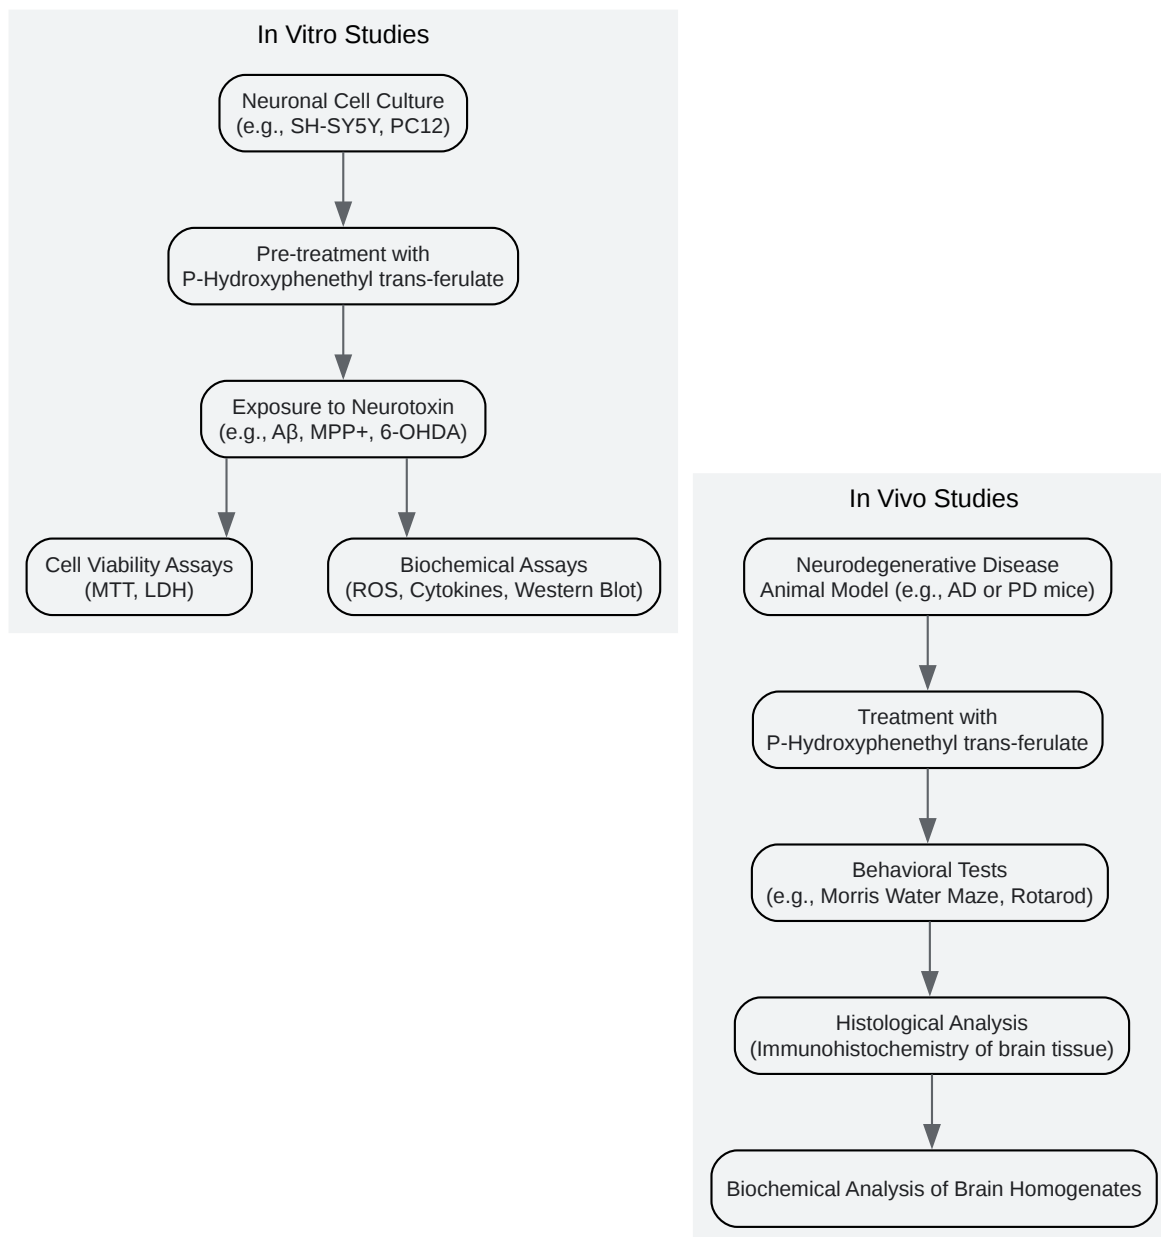 In Vitro Studies
Neuronal Cell Culture
(e.g., SH-SY5Y, PC12)
Pre-treatment with
P-Hydroxyphenethyl trans-ferulate
Exposure to Neurotoxin
(e.g., Aβ, MPP+, 6-OHDA)
Cell Viability Assays
(MTT, LDH)
Biochemical Assays
(ROS, Cytokines, Western Blot)
In Vivo Studies
Neurodegenerative Disease
Animal Model (e.g., AD or PD mice)
Treatment with
P-Hydroxyphenethyl trans-ferulate
Behavioral Tests
(e.g., Morris Water Maze, Rotarod)
Histological Analysis
(Immunohistochemistry of brain tissue)
Biochemical Analysis of Brain Homogenates